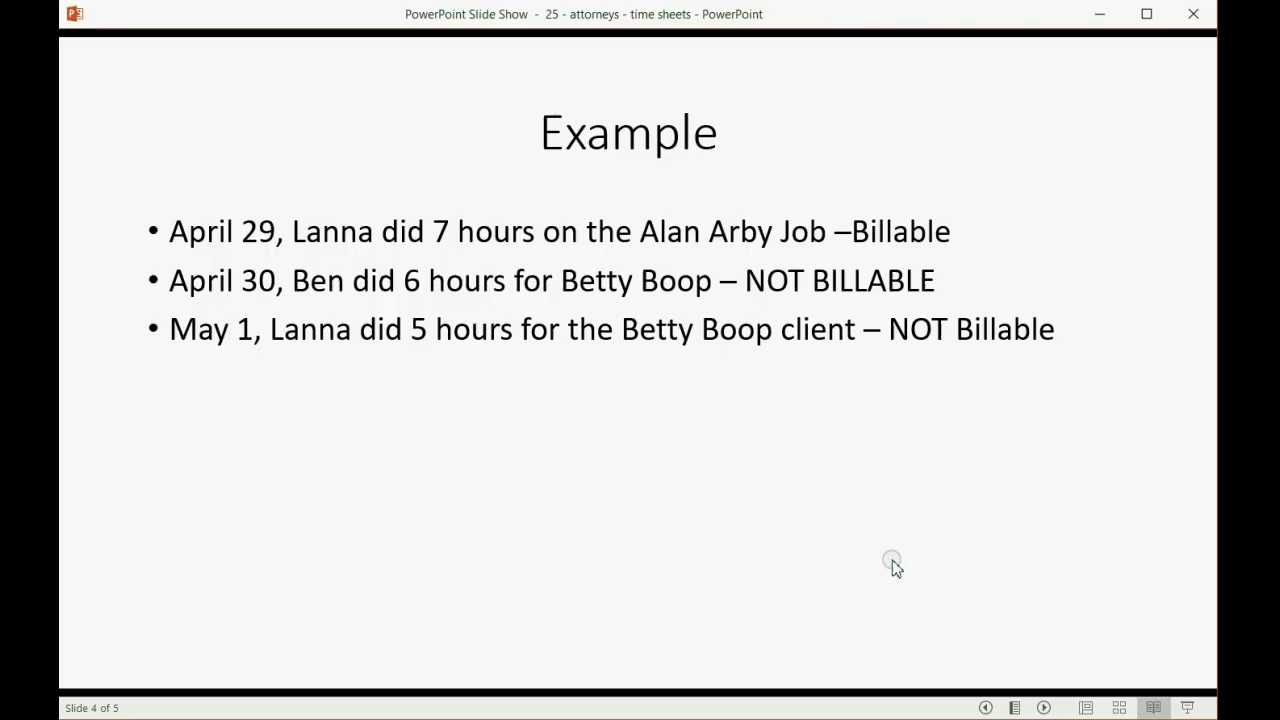 PowerPoint Slide Show - 25 - attorneys - time sheets - PowerPoint
Example
• April 29, Lanna did 7 hours on the Alan Arby Job –Billable
• April 30, Ben did 6 hours for Betty Boop – NOT BILLABLE
• May 1, Lanna did 5 hours for the Betty Boop client – NOT Billable
Slide 4 of 5